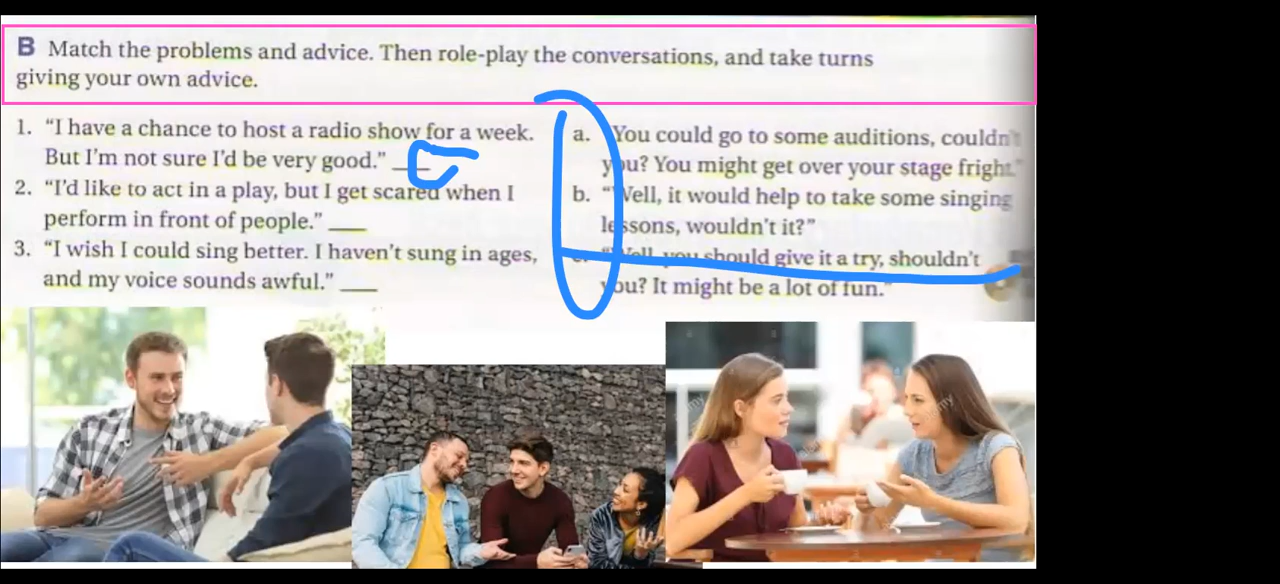 B Match the problems and advice. Then role-play the conversations, and take turns
giving your own advice.
1. "I have a chance to host a radio show for a week.
But I'm not sure I'd be very good." ___ C
2. "I'd like to act in a play, but I get scared when I
perform in front of people." ___
3. "I wish I could sing better. I haven't sung in ages,
and my voice sounds awful." ___
a. You could go to some auditions, couldn't
you? You might get over your stage fright."
b. "Well, it would help to take some singing
lessons, wouldn't it?"
c. "Well, you should give it a try, shouldn't
you? It might be a lot of fun."